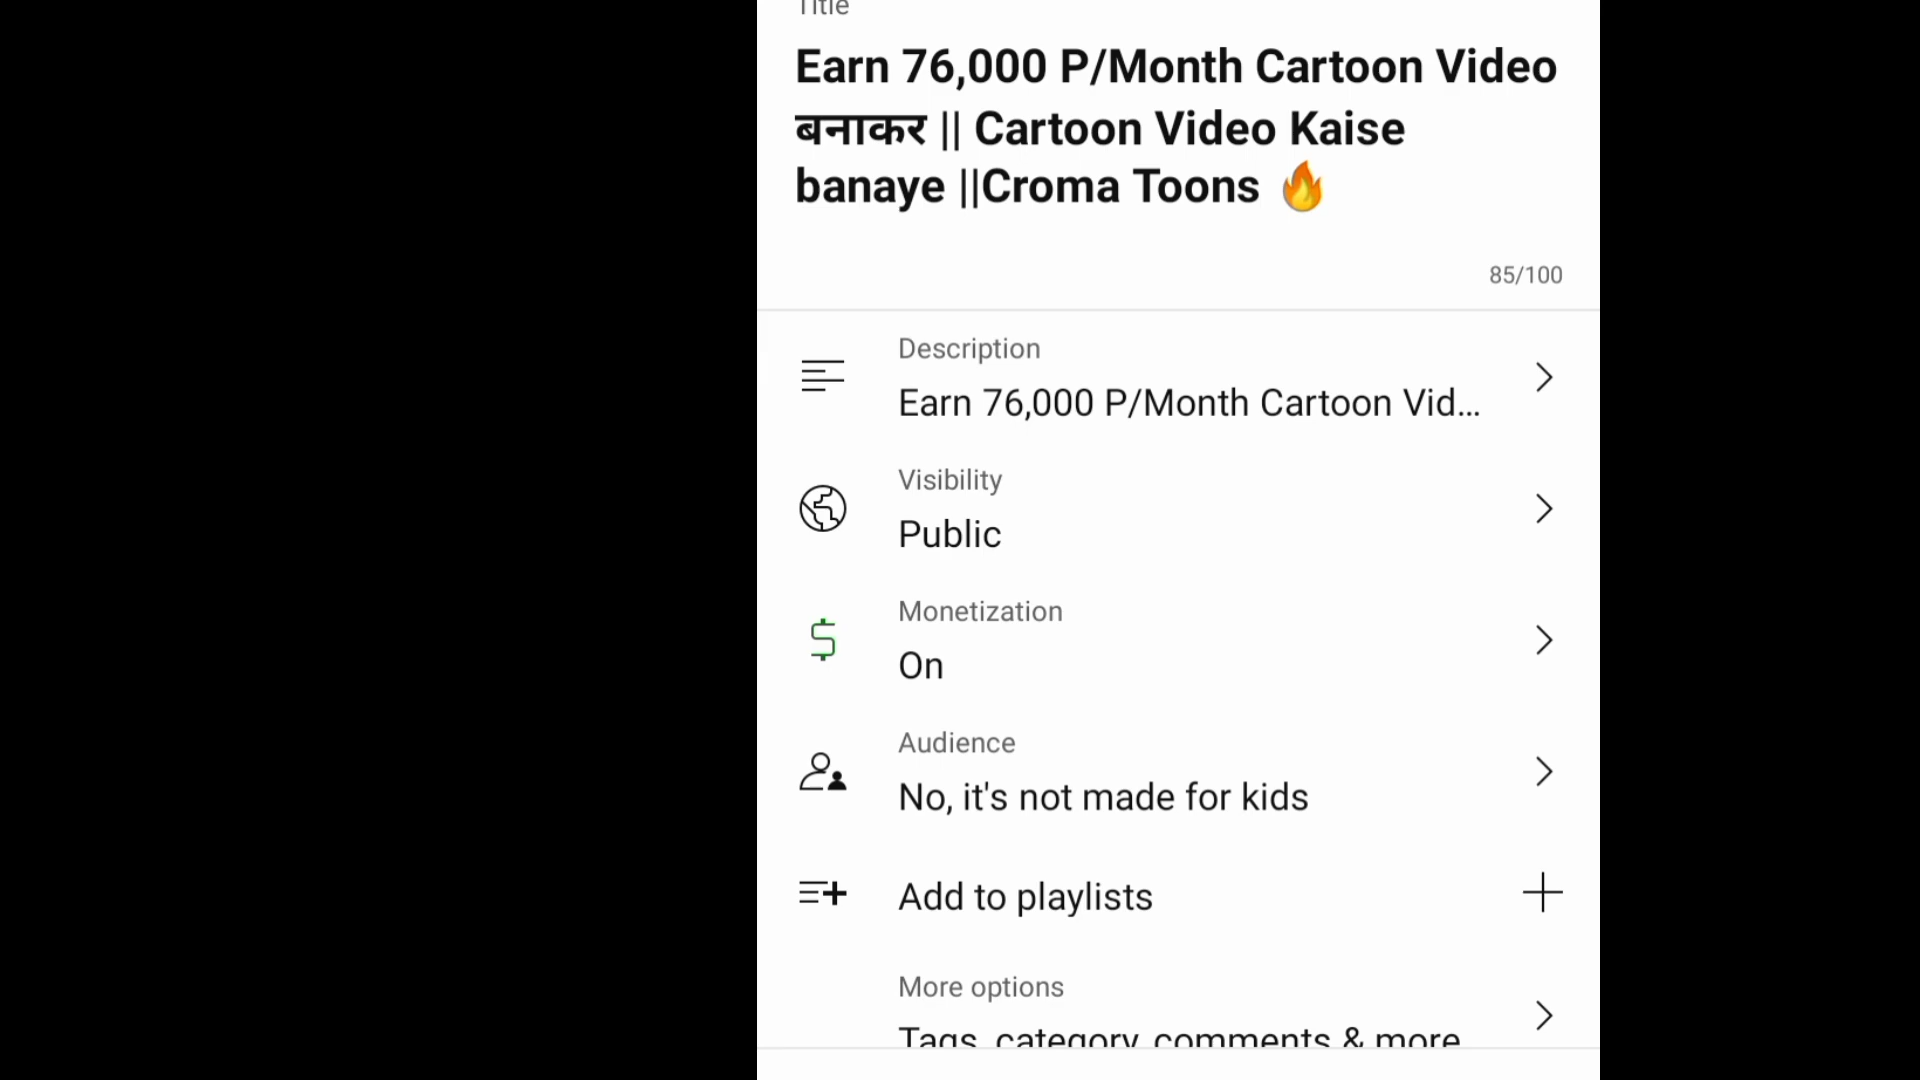 Title
Earn 76,000 P/Month Cartoon Video
बनाकर || Cartoon Video Kaise
banaye ||Croma Toons 🔥
85/100
Description
Earn 76,000 P/Month Cartoon Vid...
Visibility
Public
Monetization
On
Audience
No, it's not made for kids
Add to playlists
More options
Tags, category, comments & more